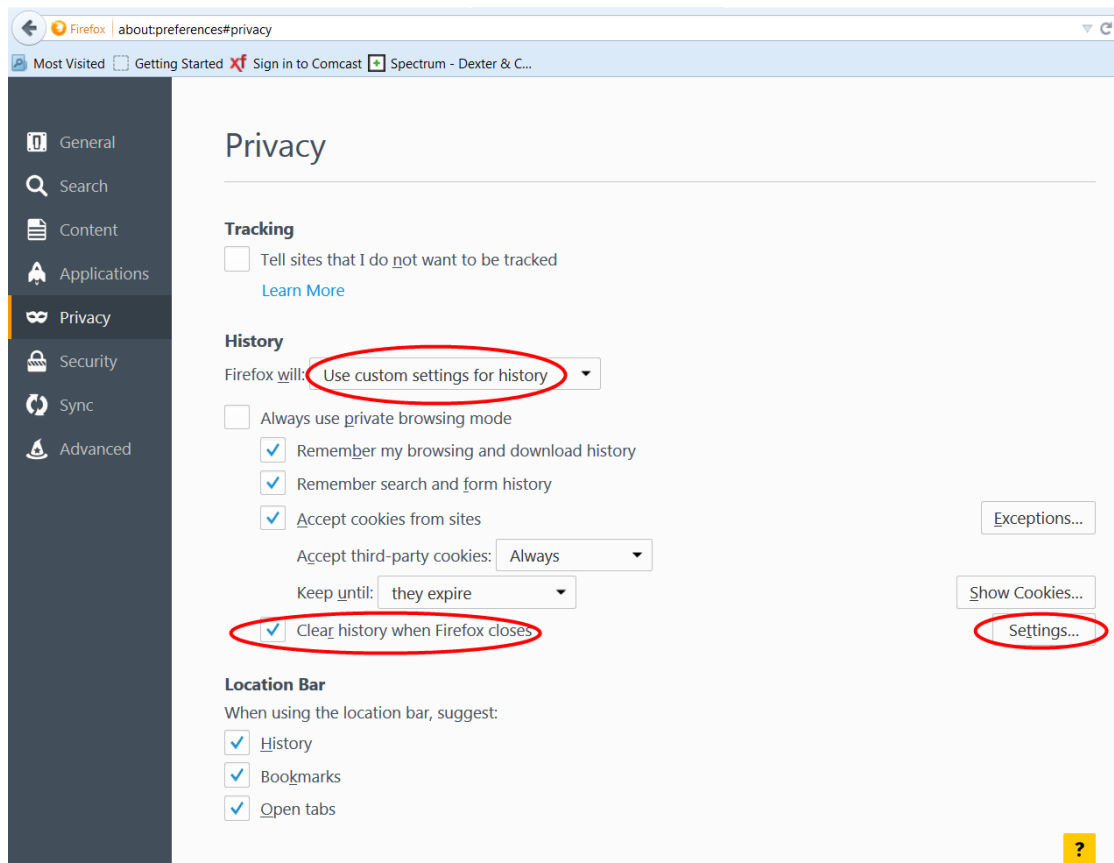 Firefox about:preferences#privacy
Most Visited Getting Started Xf Sign in to Comcast Spectrum - Dexter & C...
General
Search
Content
Applications
Privacy
Security
Sync
Advanced
Privacy
Tracking
Tell sites that I do not want to be tracked
Learn More
History
Firefox will: Use custom settings for history
Always use private browsing mode
Remember my browsing and download history
Remember search and form history
Accept cookies from sites Exceptions...
Accept third-party cookies: Always
Keep until: they expire Show Cookies...
Clear history when Firefox closes Settings...
Location Bar
When using the location bar, suggest:
History
Bookmarks
Open tabs
?